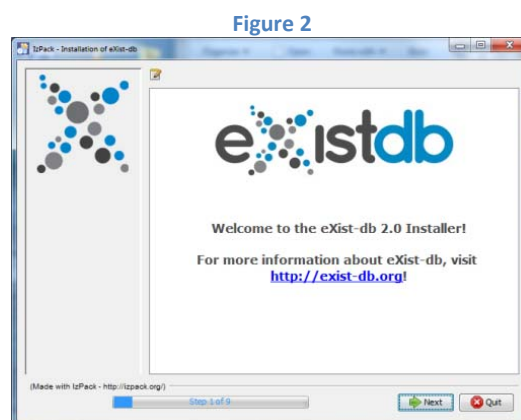 Figure 2
IzPack - Installation of eXist-db
eXistdb
Welcome to the eXist-db 2.0 Installer!
For more information about eXist-db, visit
http://exist-db.org!
(Made with IzPack - http://izpack.org/)
Step 1 of 9
Next
Quit